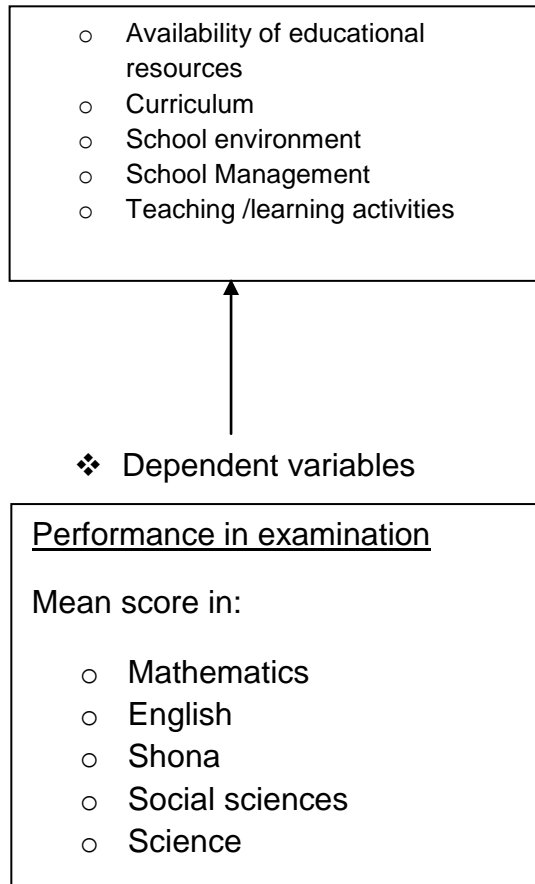 o Availability of educational
resources
o Curriculum
o School environment
o School Management
o Teaching /learning activities
❖ Dependent variables
Performance in examination
Mean score in:
o Mathematics
o English
o Shona
o Social sciences
o Science